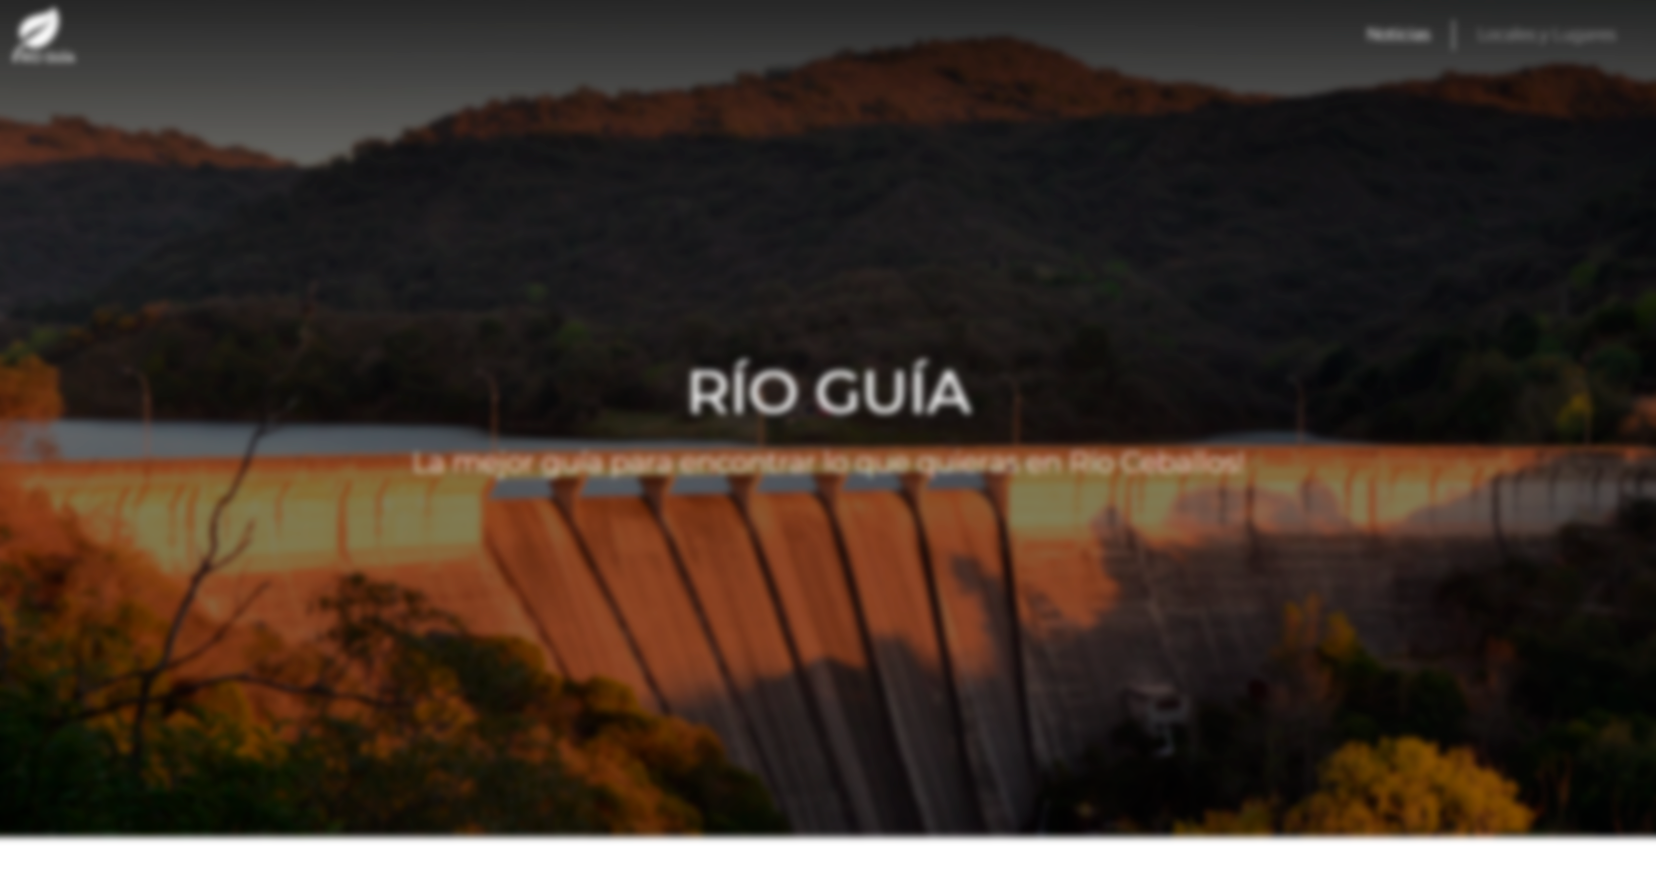 Río Guía
Noticias
Locales y Lugares
RÍO GUÍA
La mejor guía para encontrar lo que quieras en Río Ceballos!